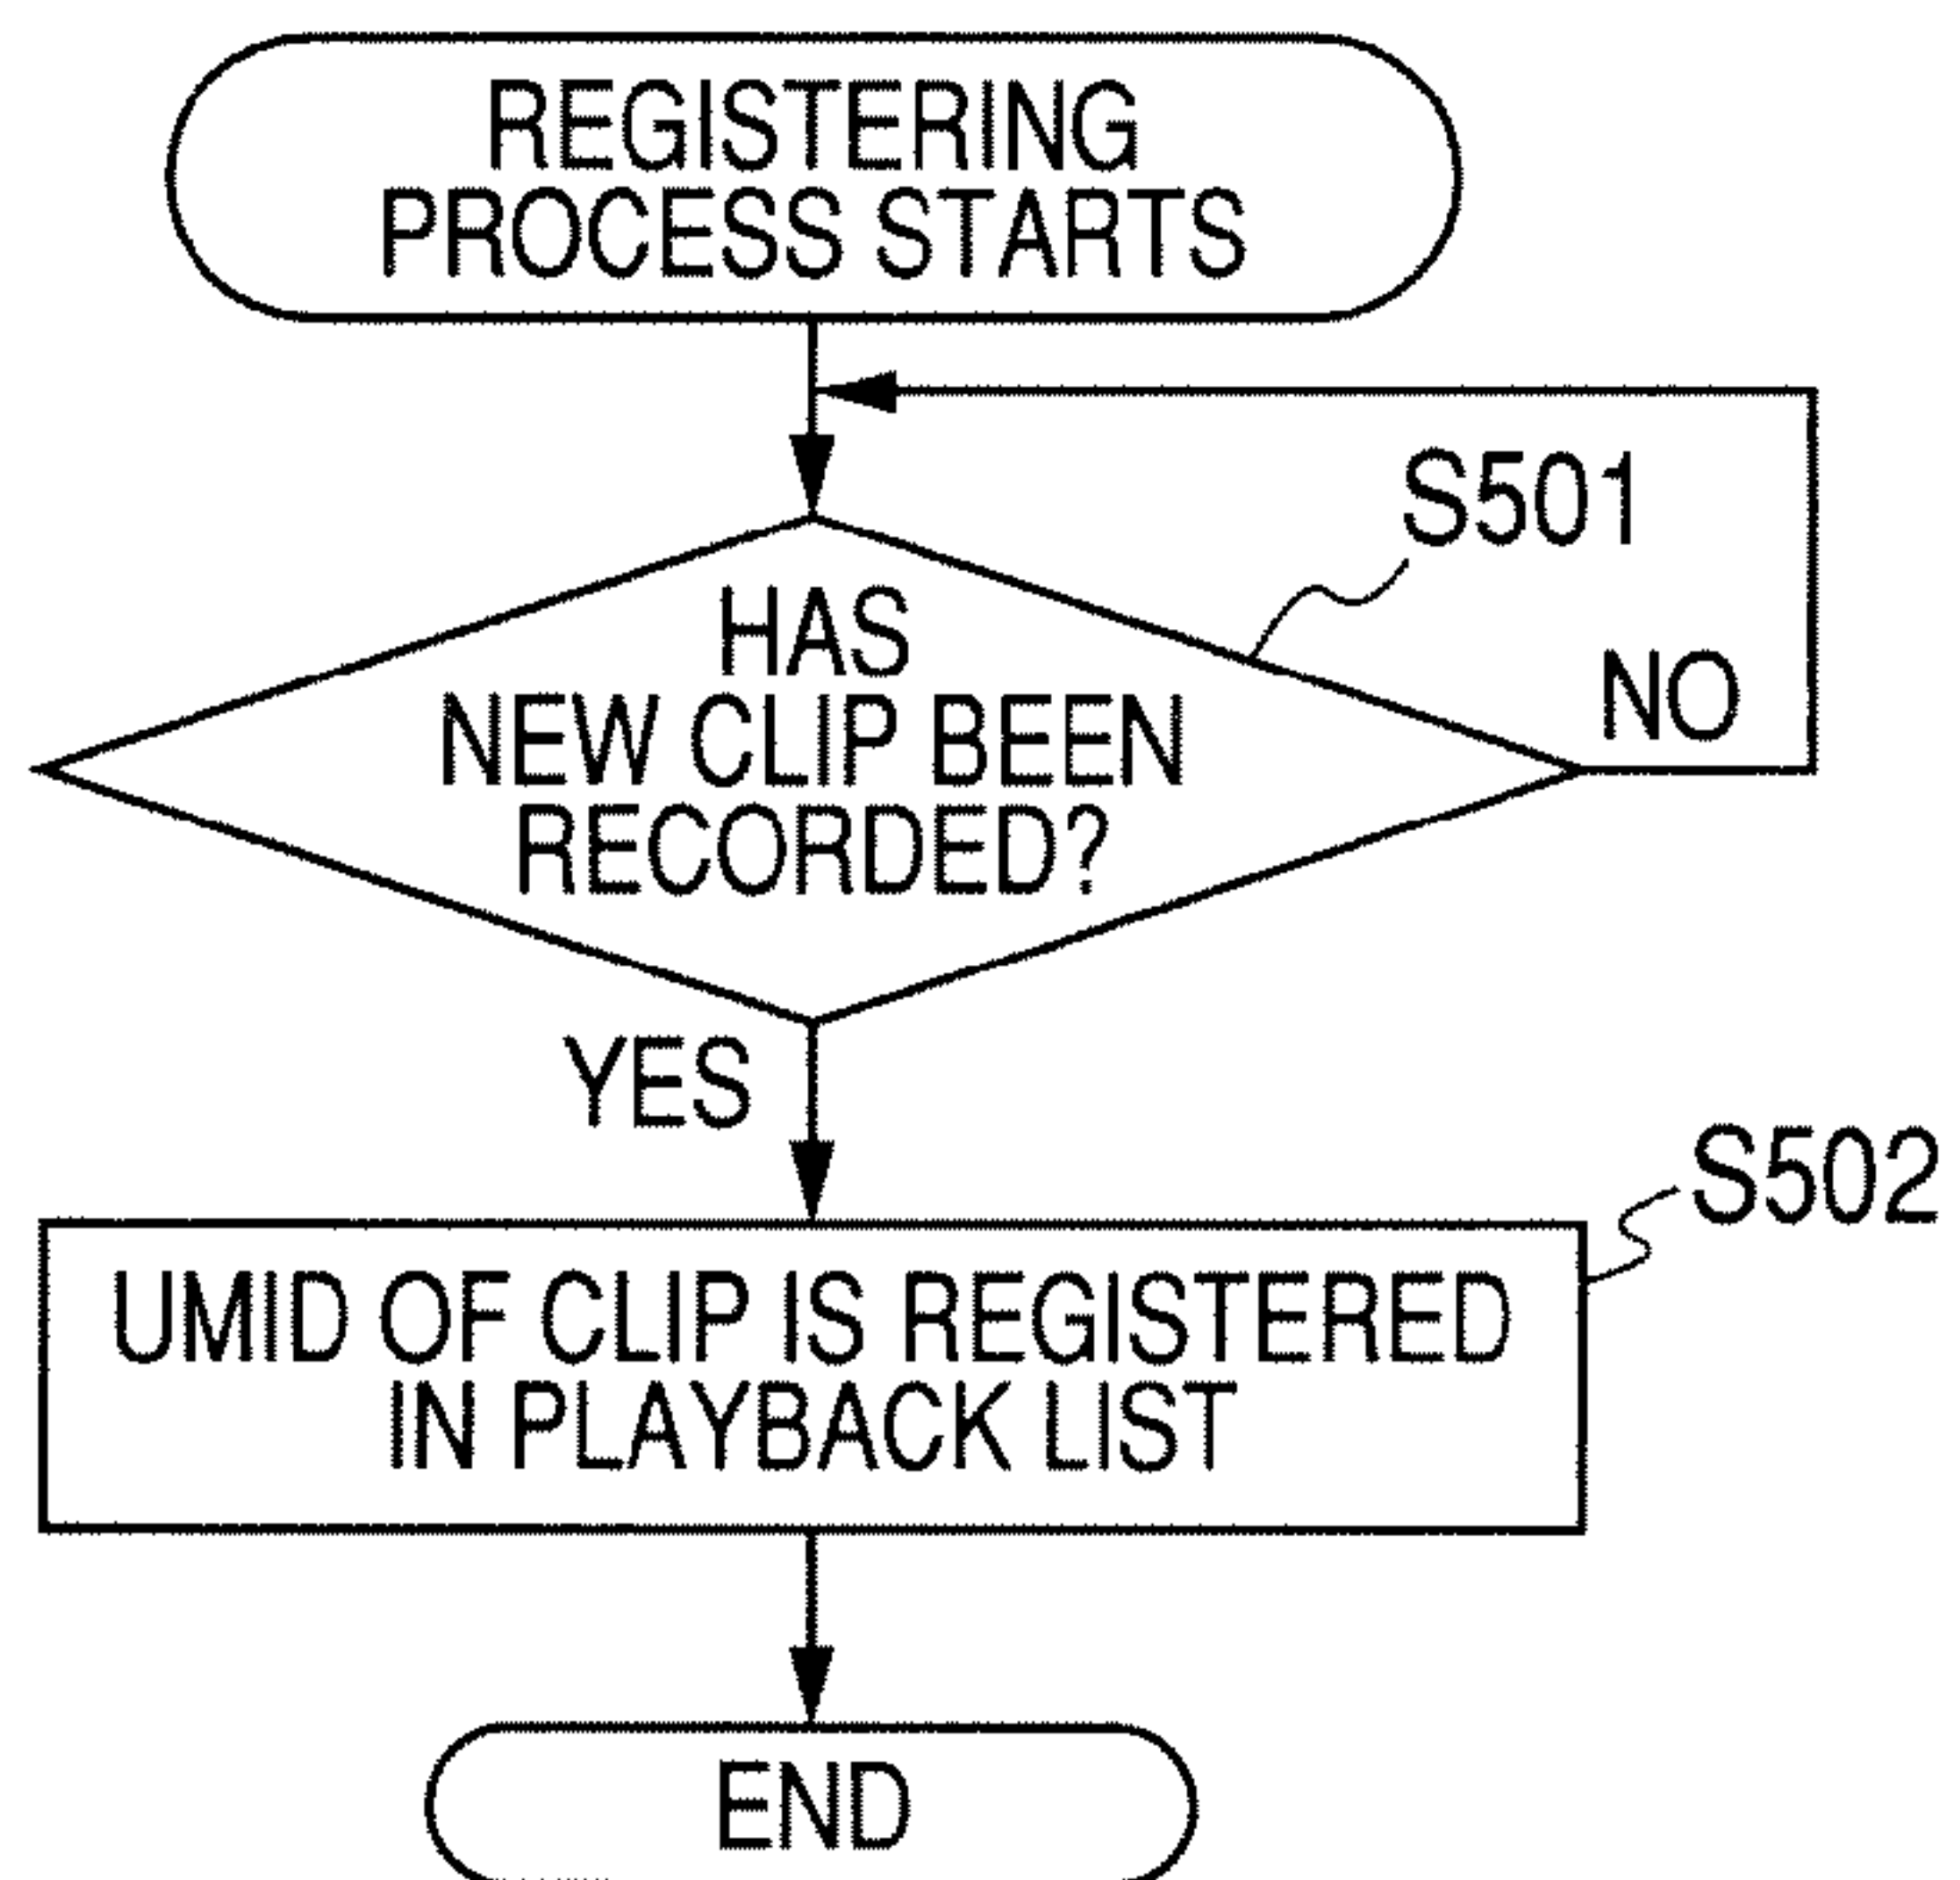 REGISTERING
PROCESS STARTS
S501
HAS
NEW CLIP BEEN
RECORDED?
NO
YES
S502
UMID OF CLIP IS REGISTERED
IN PLAYBACK LIST
END